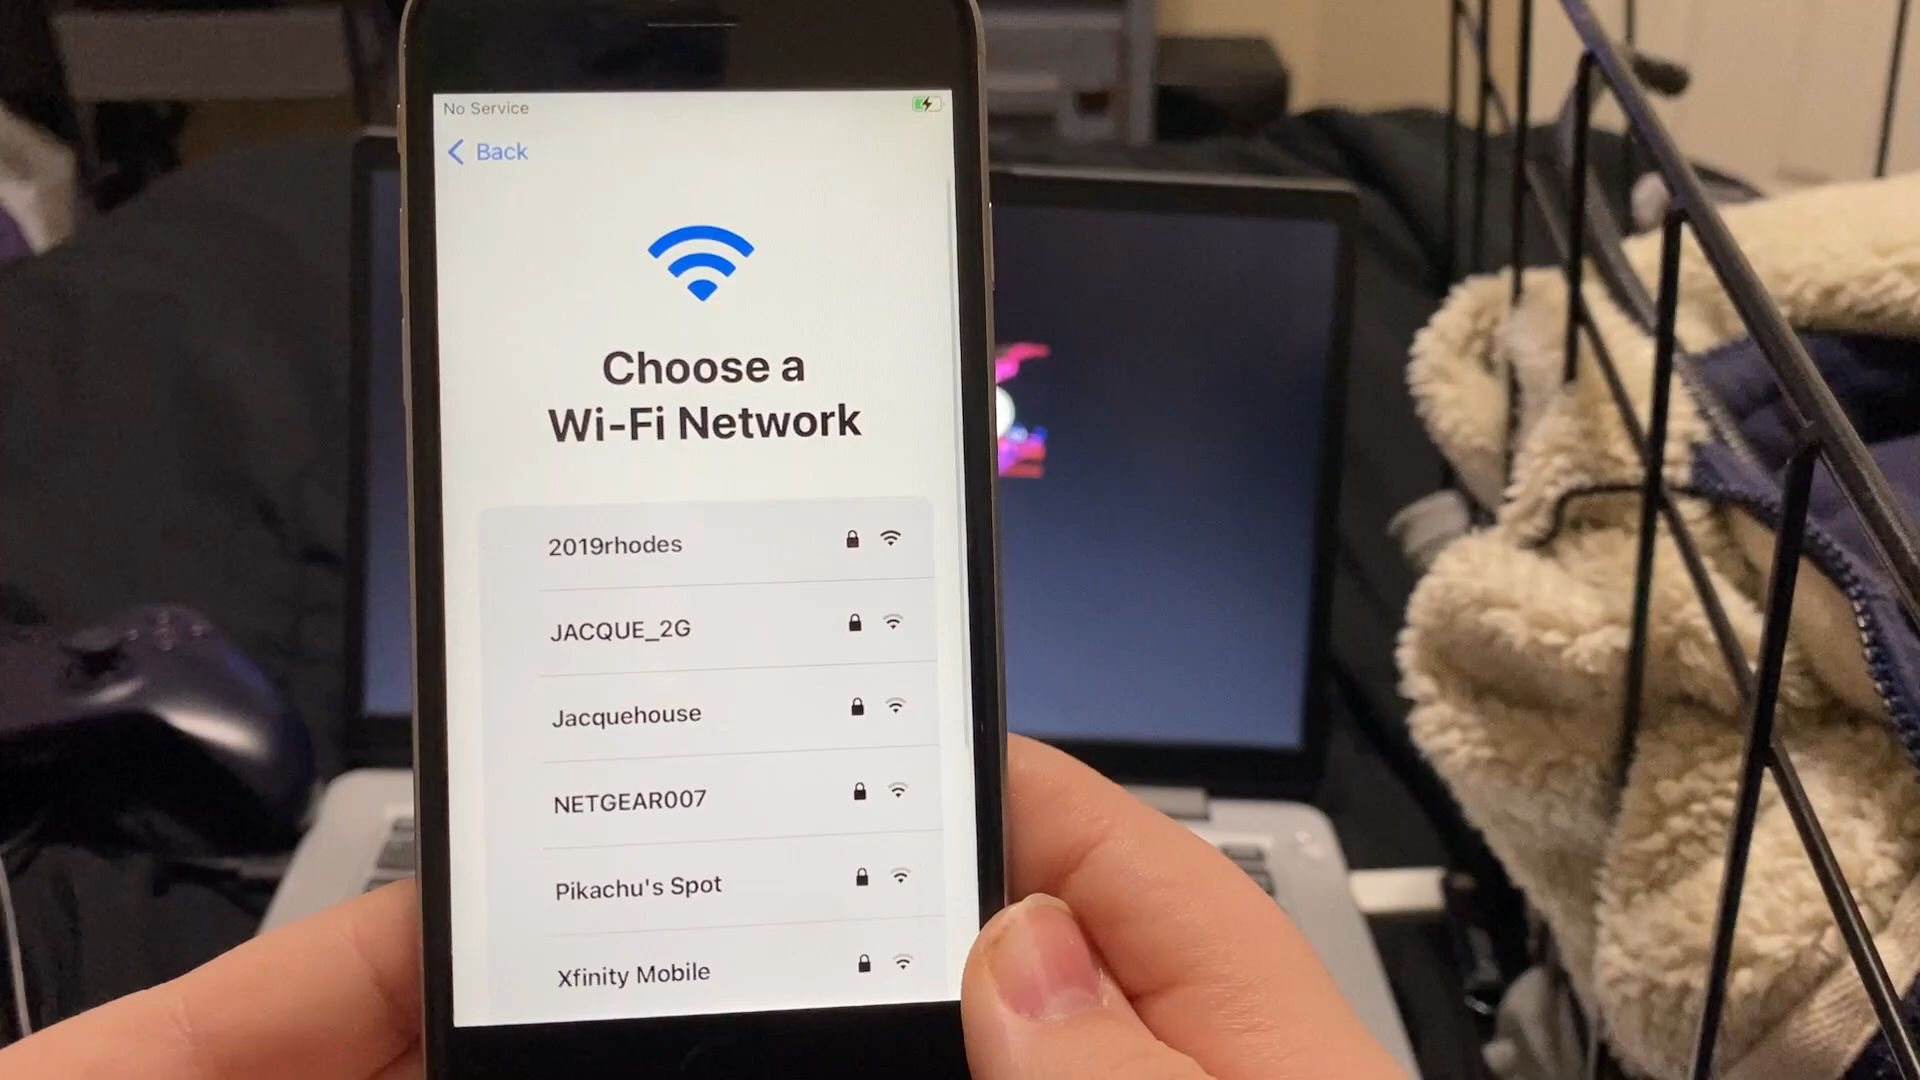 No Service
Back
Choose a
Wi-Fi Network
2019rhodes
JACQUE_2G
Jacquehouse
NETGEAR007
Pikachu's Spot
Xfinity Mobile